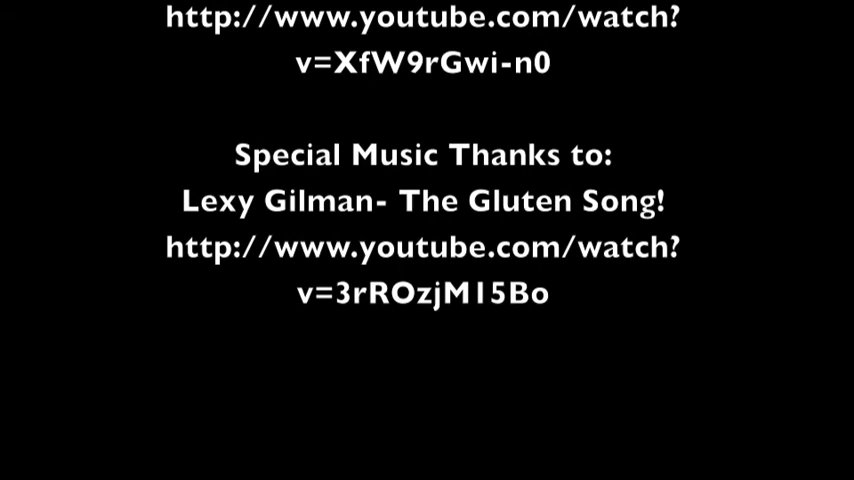 http://www.youtube.com/watch?
v=XfW9rGwi-n0
Special Music Thanks to:
Lexy Gilman- The Gluten Song!
http://www.youtube.com/watch?
v=3rROzjM15Bo